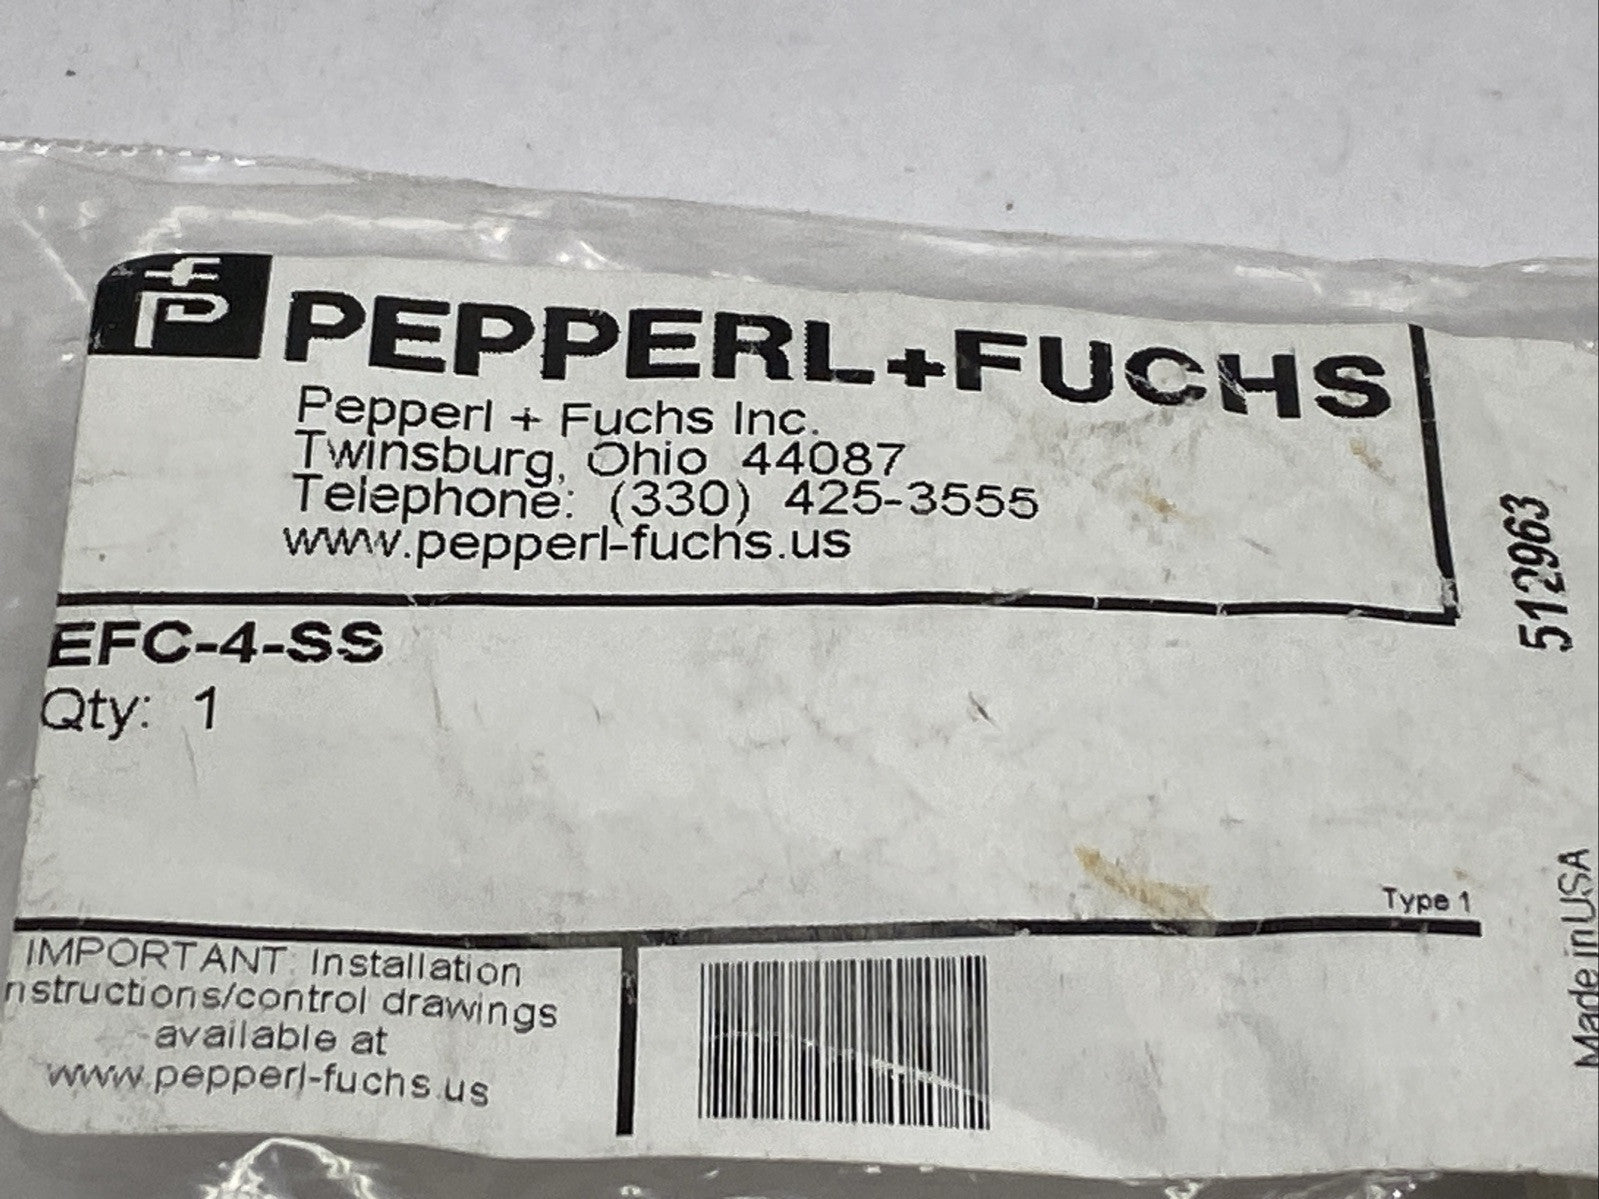 PEPPERL+FUCHS
Pepperl + Fuchs Inc.
Twinsburg, Ohio 44087
Telephone: (330) 425-3555
www.pepperl-fuchs.us
512963
EFC-4-SS
Qty: 1
Type 1
Made in USA
IMPORTANT: Installation
nstructions/control drawings
available at
www.pepperl-fuchs.us